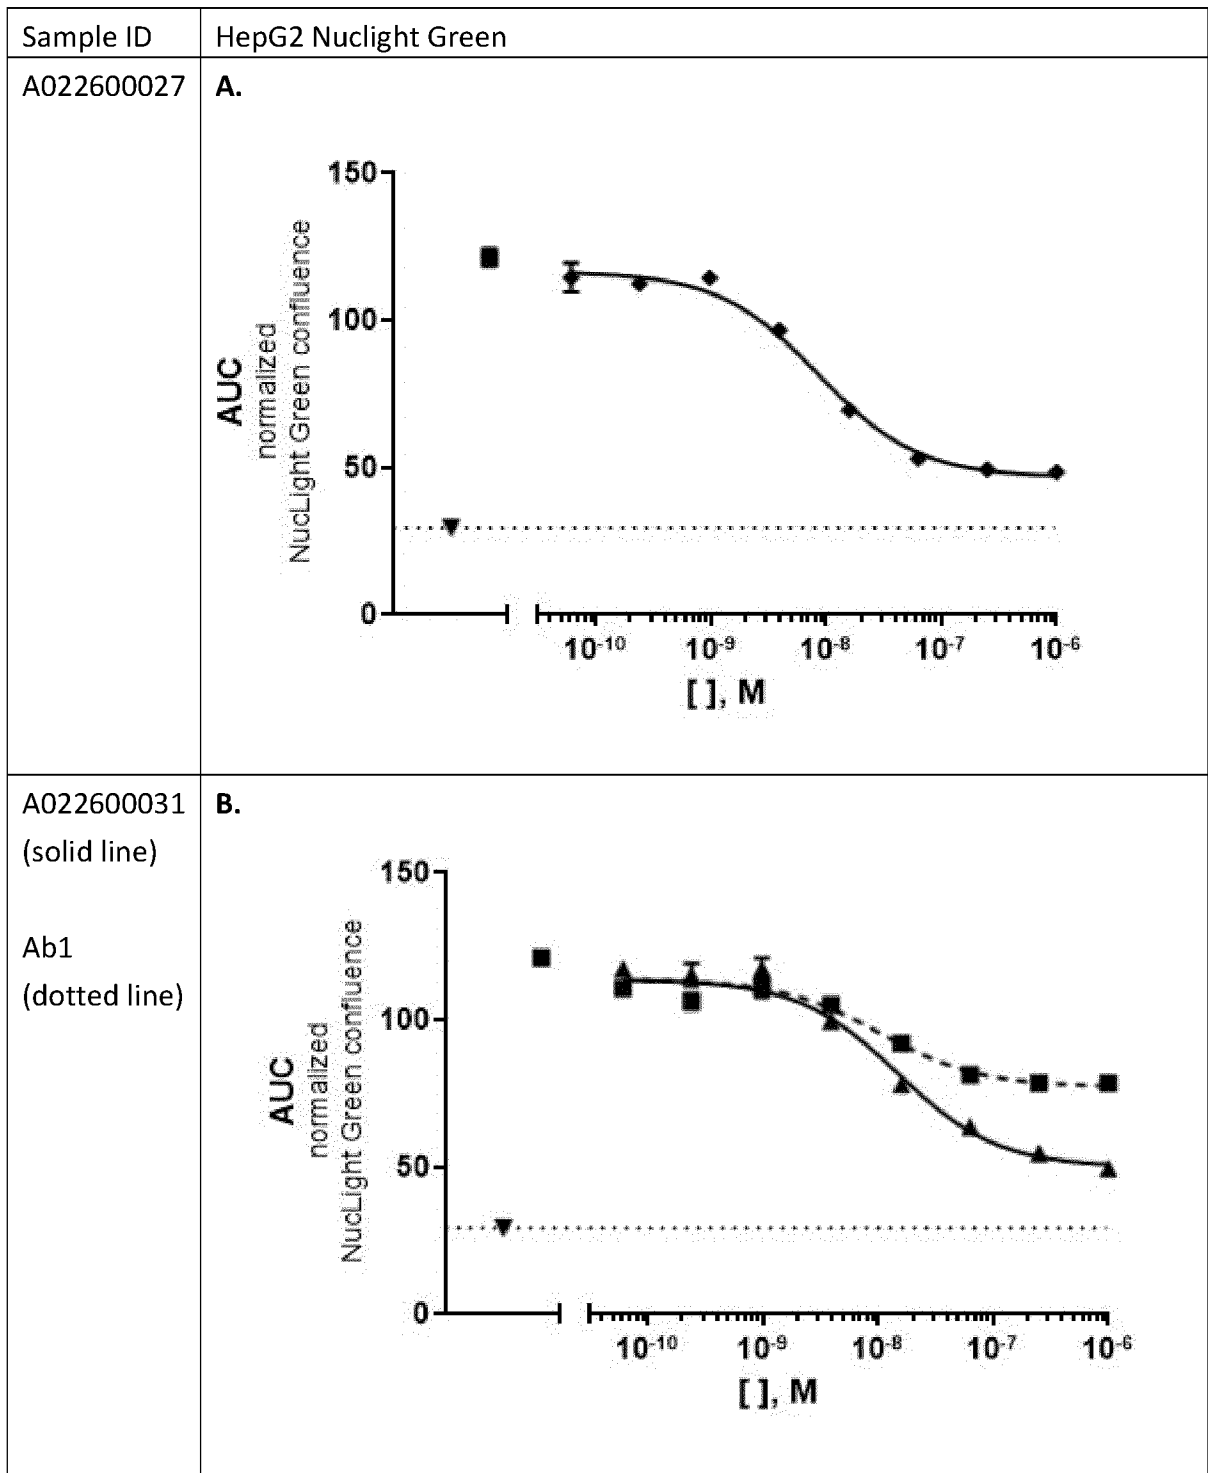 Sample ID
HepG2 Nuclight Green
A022600027
A.
150
100
50
0
AUC
normalized
NucLight Green confluence
10-10
10-9
10-8
10-7
10-6
[ ], M
A022600031
(solid line)
Ab1
(dotted line)
B.
150
100
50
0
AUC
normalized
NucLight Green confluence
10-10
10-9
10-8
10-7
10-6
[ ], M